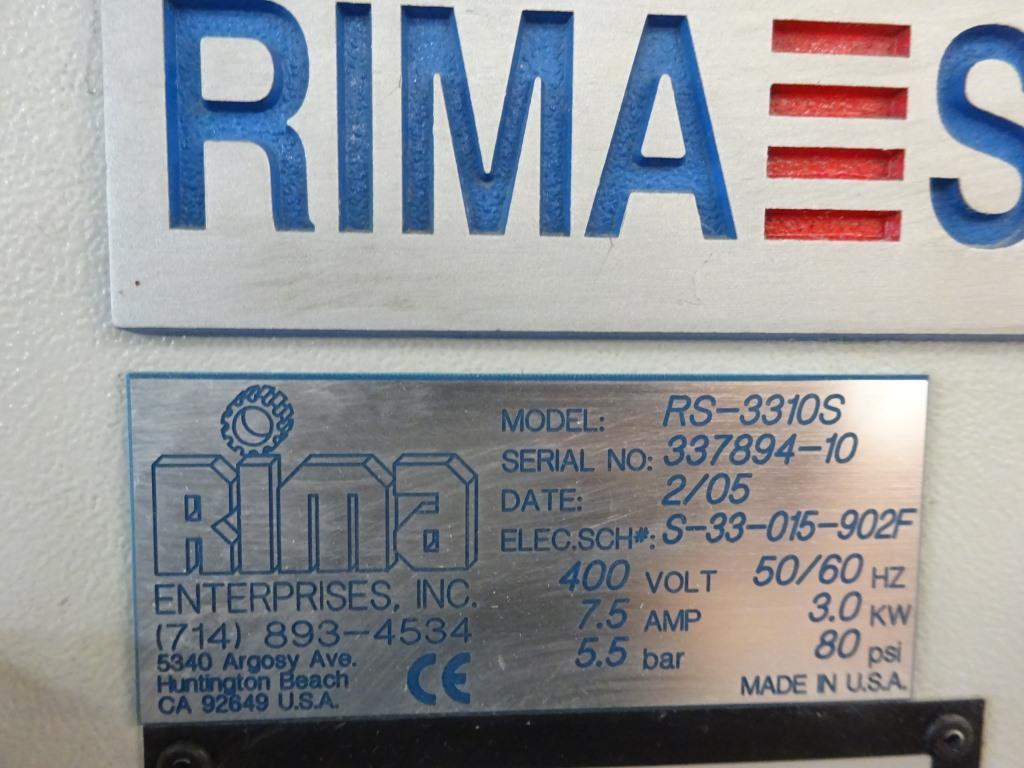 RIMA S
Rima
ENTERPRISES, INC.
(714) 893-4534
5340 Argosy Ave.
Huntington Beach
CA 92649 U.S.A.
CE
MODEL: RS-3310S
SERIAL NO: 337894-10
DATE: 2/05
ELEC.SCH#: S-33-015-902F
400 VOLT 50/60 HZ
7.5 AMP 3.0 KW
5.5 bar 80 psi
MADE IN U.S.A.